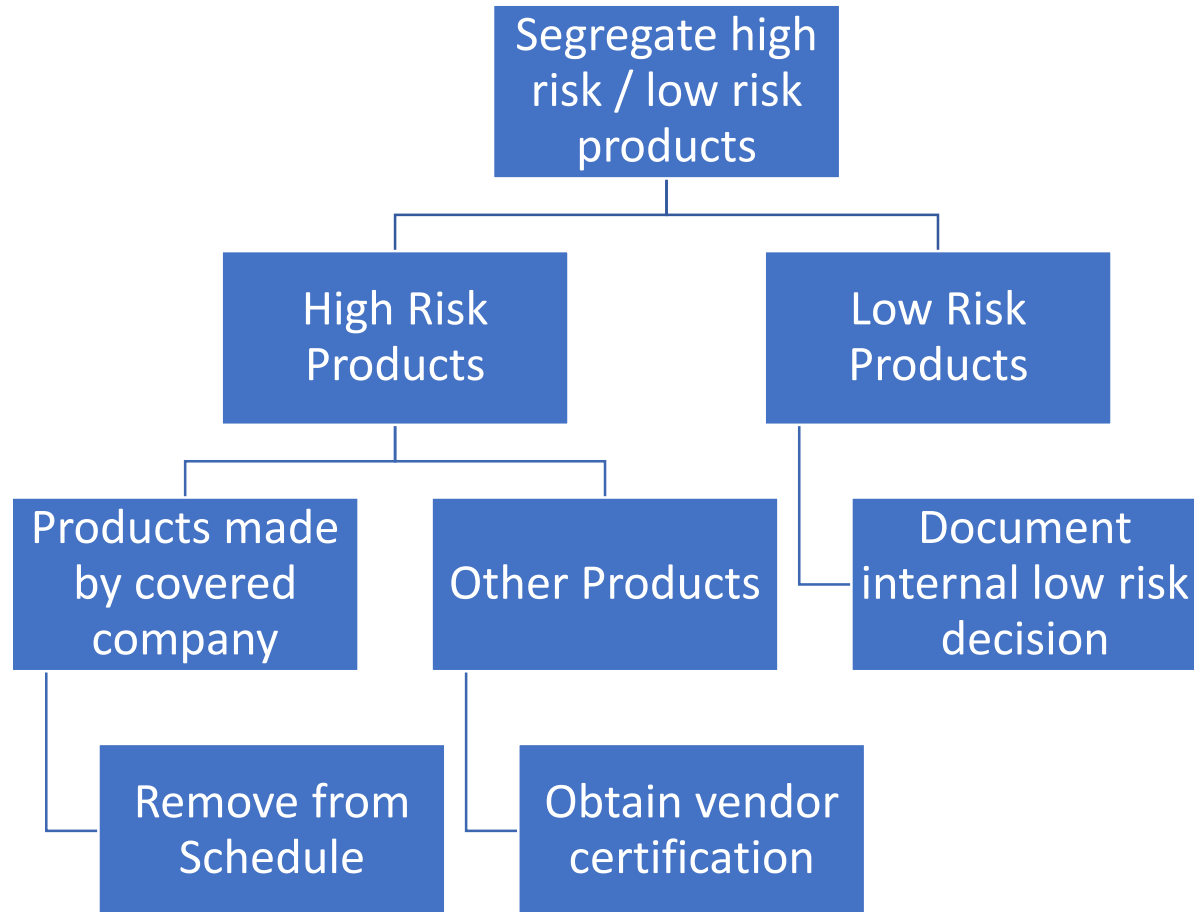 Segregate high
risk / low risk
products
High Risk
Products
Low Risk
Products
Products made
by covered
company
Other Products
Document
internal low risk
decision
Remove from
Schedule
Obtain vendor
certification